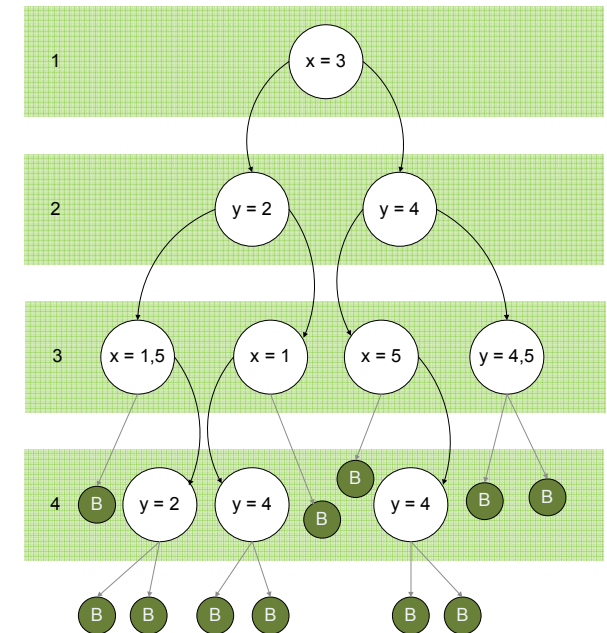 1
x = 3
2
y = 2
y = 4
3
x = 1,5
x = 1
x = 5
y = 4,5
4
B
y = 2
y = 4
B
B
y = 4
B
B
B
B
B
B
B
B